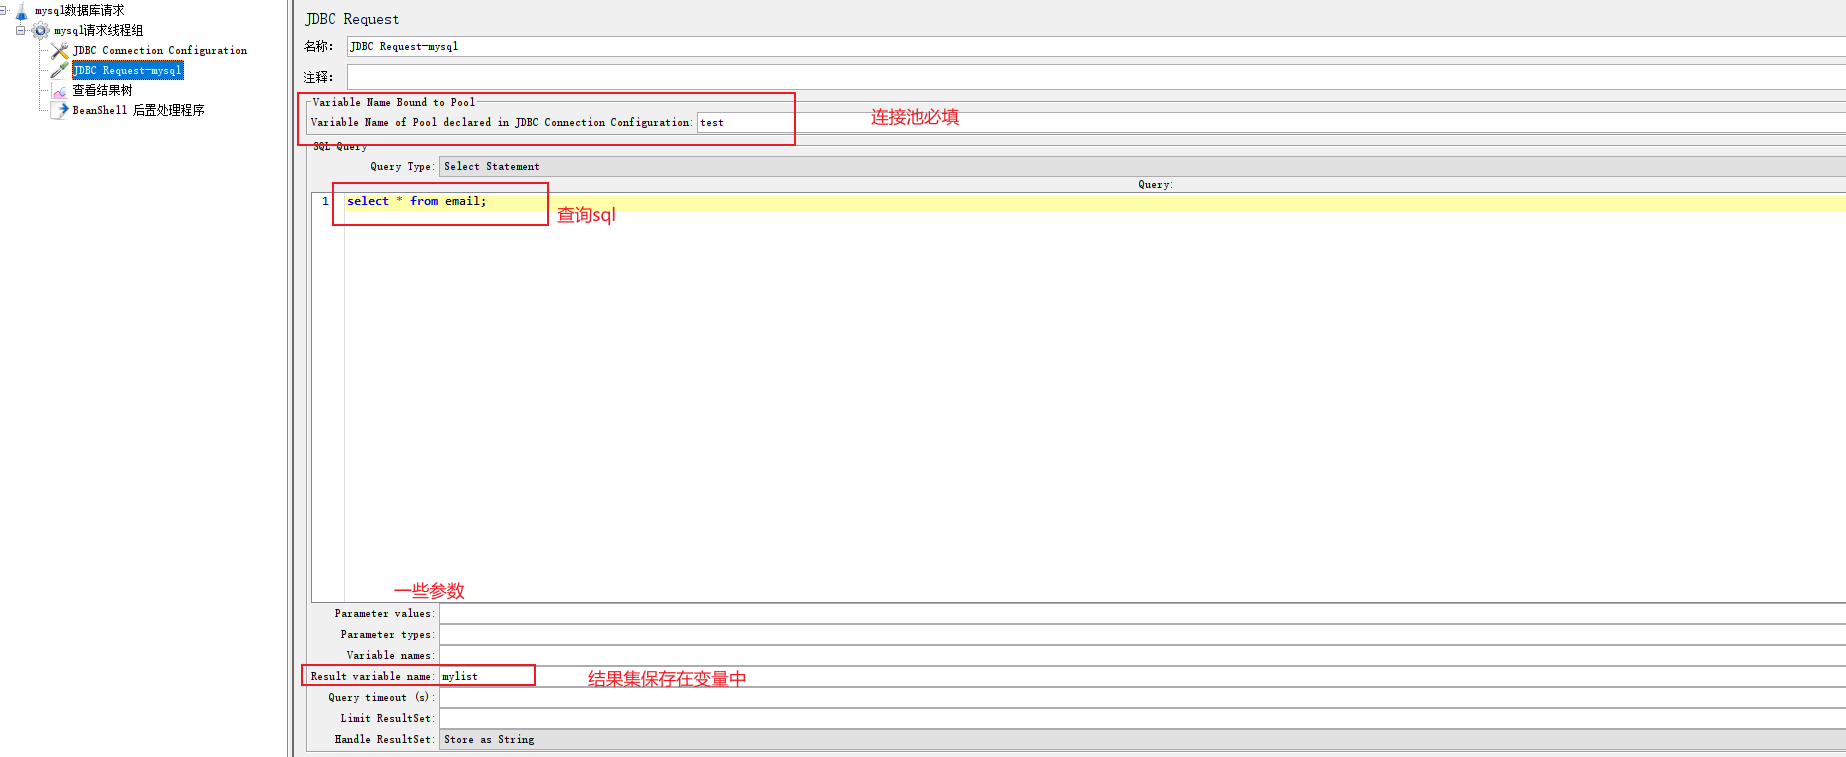 mysql数据库请求
mysql请求线程组
JDBC Connection Configuration
JDBC Request-mysql
查看结果树
BeanShell 后置处理程序
JDBC Request
名称：
JDBC Request-mysql
注释：
Variable Name Bound to Pool
Variable Name of Pool declared in JDBC Connection Configuration: test
连接池必填
SQL Query
Query Type: Select Statement
Query:
1 select * from email;
查询sql
一些参数
Parameter values:
Parameter types:
Variable names:
Result variable name: mylist
结果集保存在变量中
Query timeout (s):
Limit ResultSet:
Handle ResultSet: Store as String